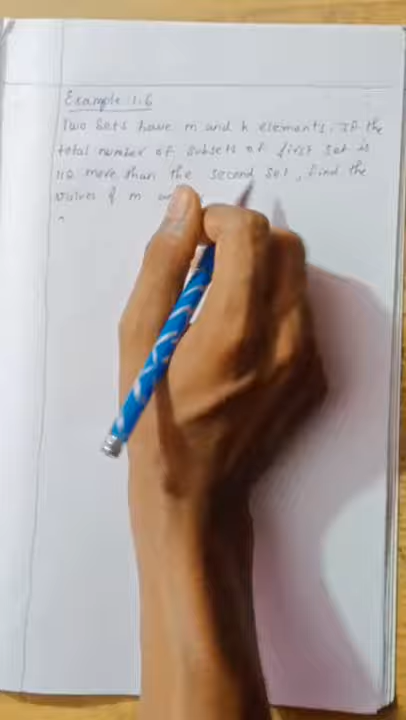 Example 1.6
Two sets have m and k elements. If the
total number of subsets of first set is
112 more than the second set, find the
values of m